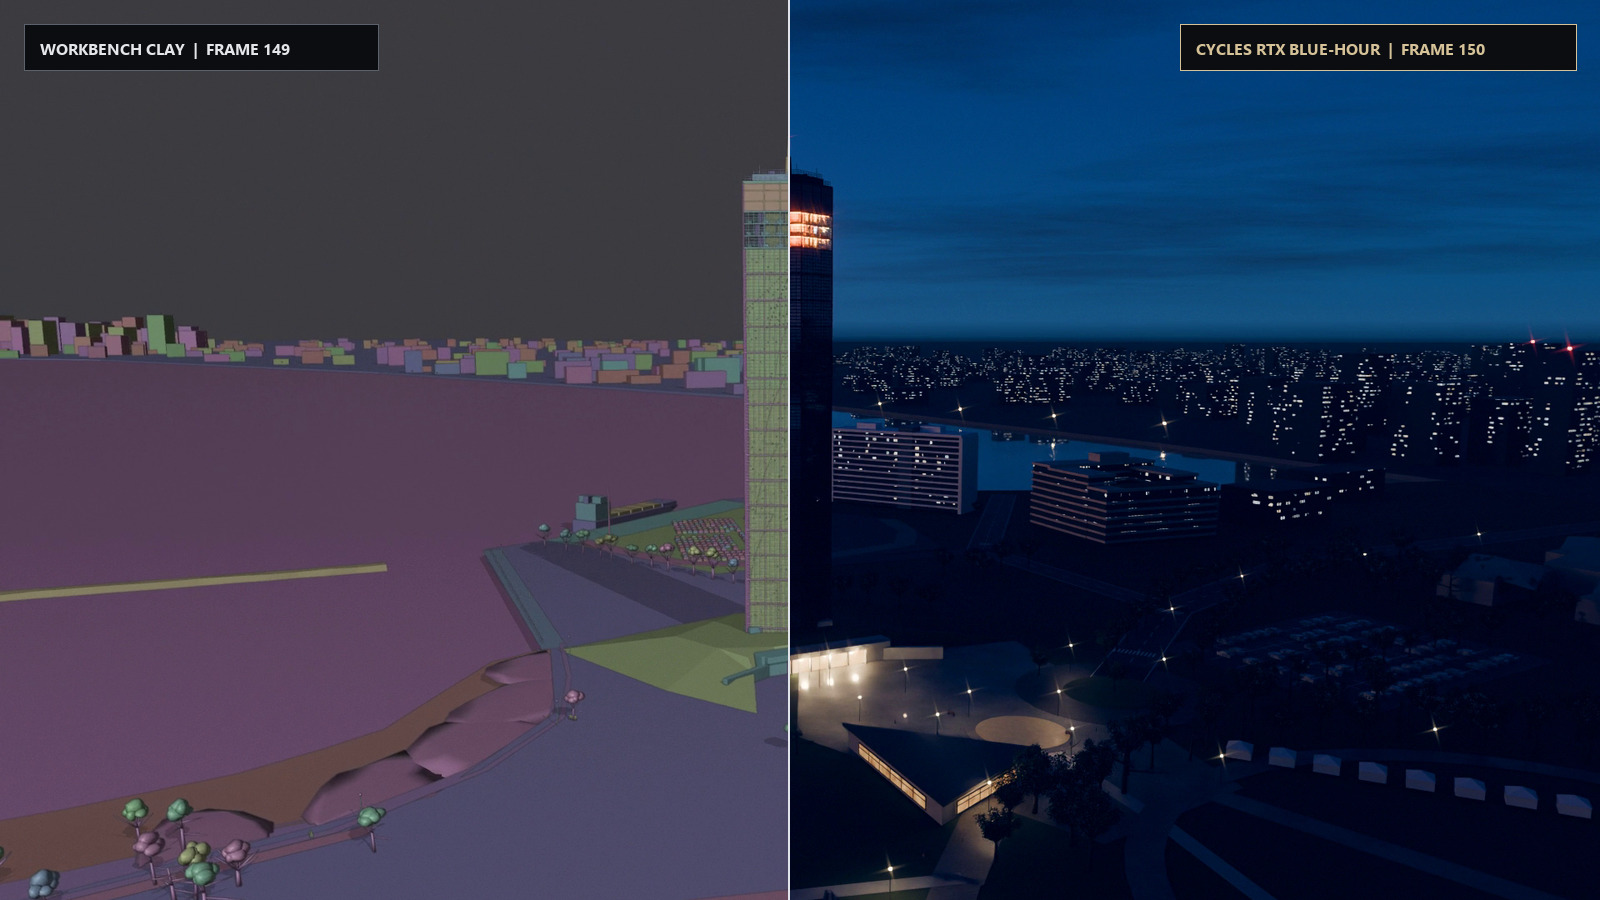 WORKBENCH CLAY | FRAME 149
CYCLES RTX BLUE-HOUR | FRAME 150